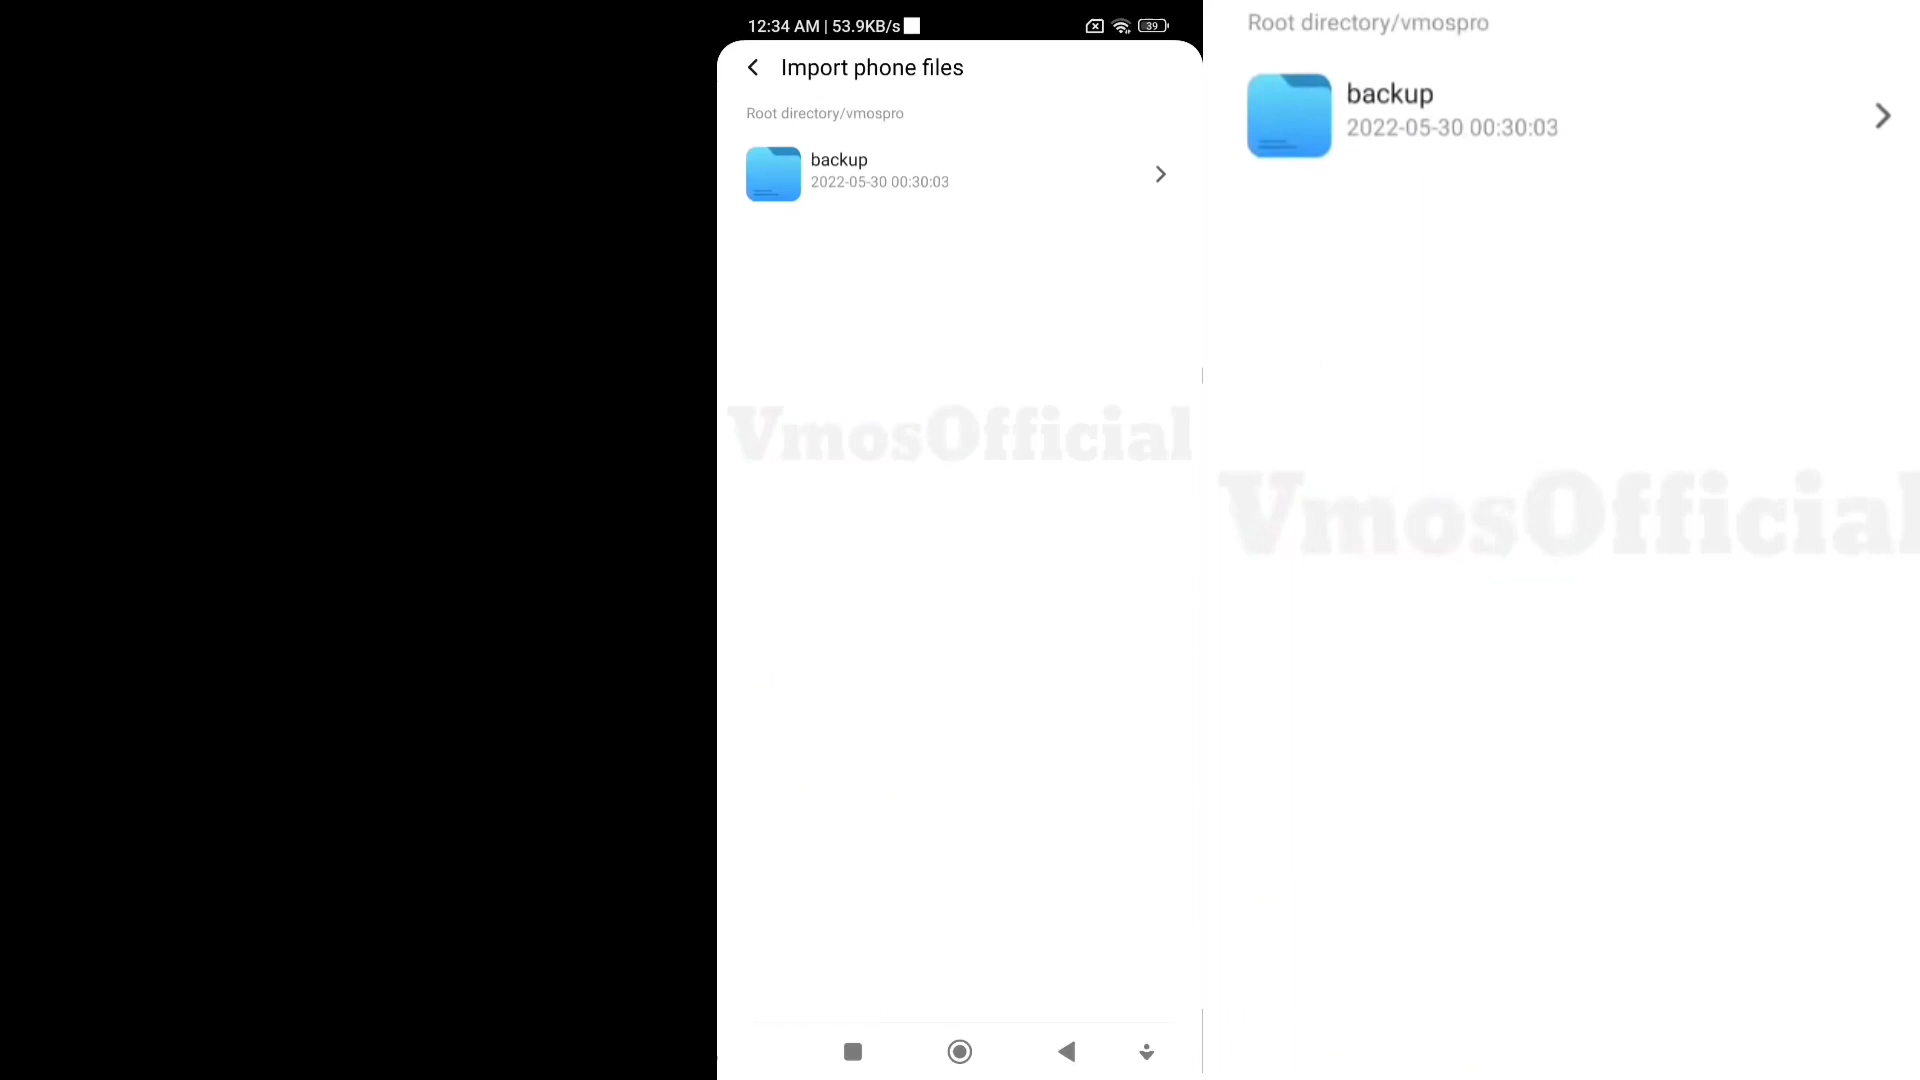 12:34 AM | 53.9KB/s
39
Import phone files
Root directory/vmospro
backup
2022-05-30 00:30:03
VmosOfficial
Root directory/vmospro
backup
2022-05-30 00:30:03
VmosOfficial